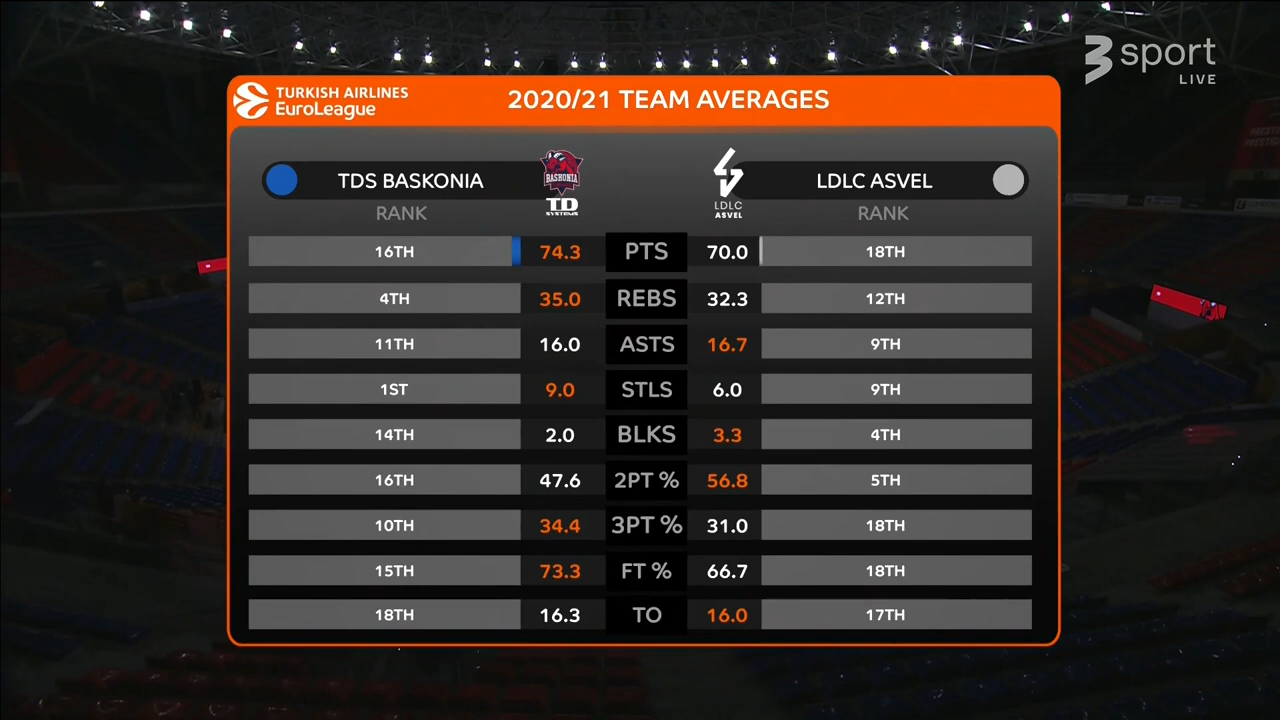 3 sport
LIVE
TURKISH AIRLINES
EuroLeague
2020/21 TEAM AVERAGES
TDS BASKONIA
BASKONIA
TD
SYSTEMS
LDLC
ASVEL
LDLC ASVEL
RANK
RANK
16TH 74.3 PTS 70.0 18TH
4TH 35.0 REBS 32.3 12TH
11TH 16.0 ASTS 16.7 9TH
1ST 9.0 STLS 6.0 9TH
14TH 2.0 BLKS 3.3 4TH
16TH 47.6 2PT % 56.8 5TH
10TH 34.4 3PT % 31.0 18TH
15TH 73.3 FT % 66.7 18TH
18TH 16.3 TO 16.0 17TH